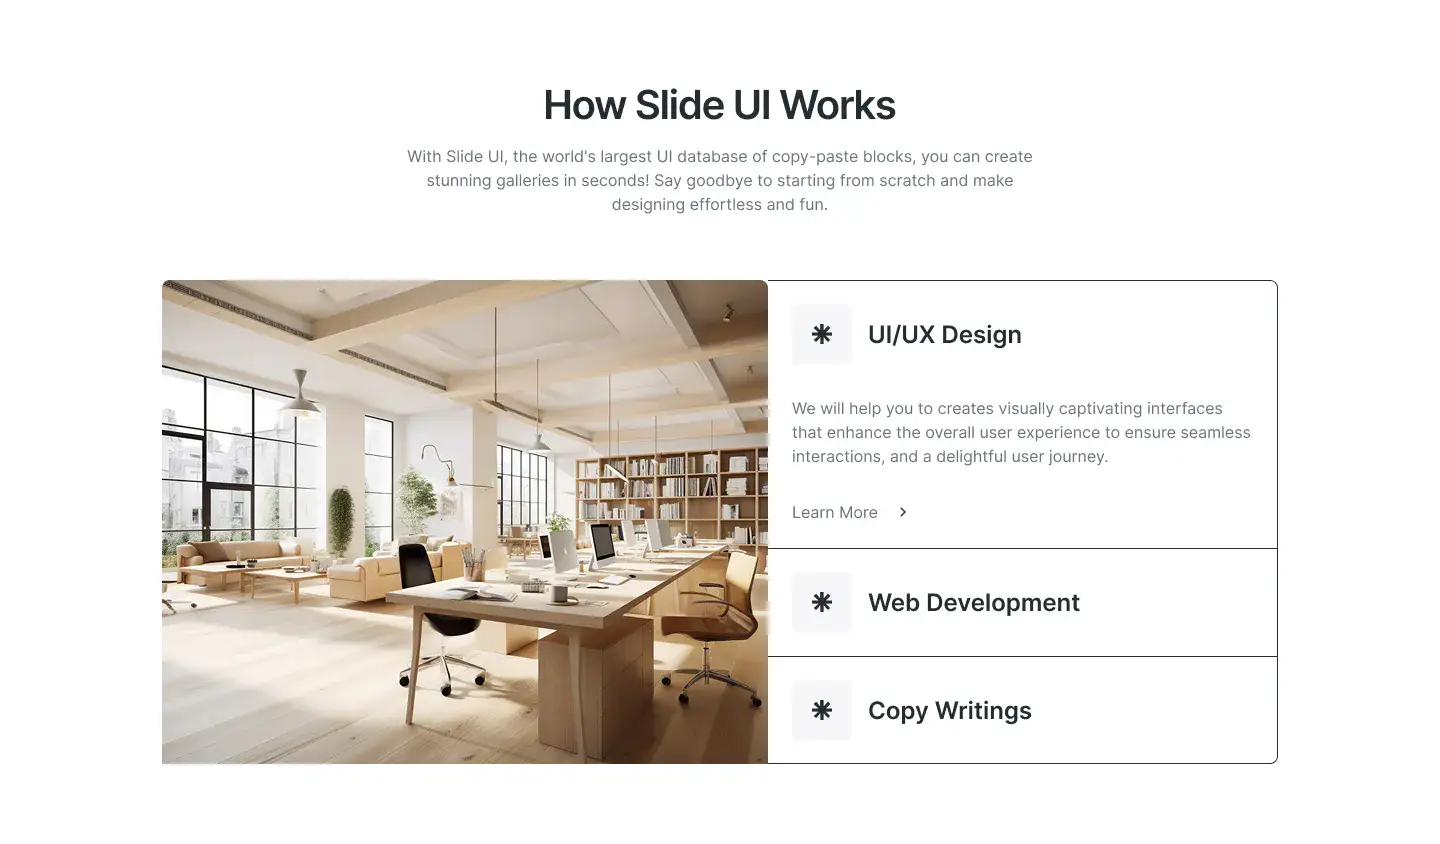 How Slide UI Works
With Slide UI, the world's largest UI database of copy-paste blocks, you can create
stunning galleries in seconds! Say goodbye to starting from scratch and make
designing effortless and fun.
UI/UX Design
We will help you to creates visually captivating interfaces
that enhance the overall user experience to ensure seamless
interactions, and a delightful user journey.
Learn More
Web Development
Copy Writings